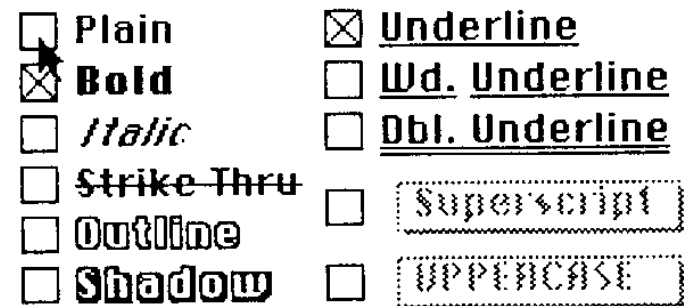 Plain
Bold
Italic
Strike Thru
Outline
Shadow
Underline
Wd. Underline
Dbl. Underline
Superscript
UPPERCASE